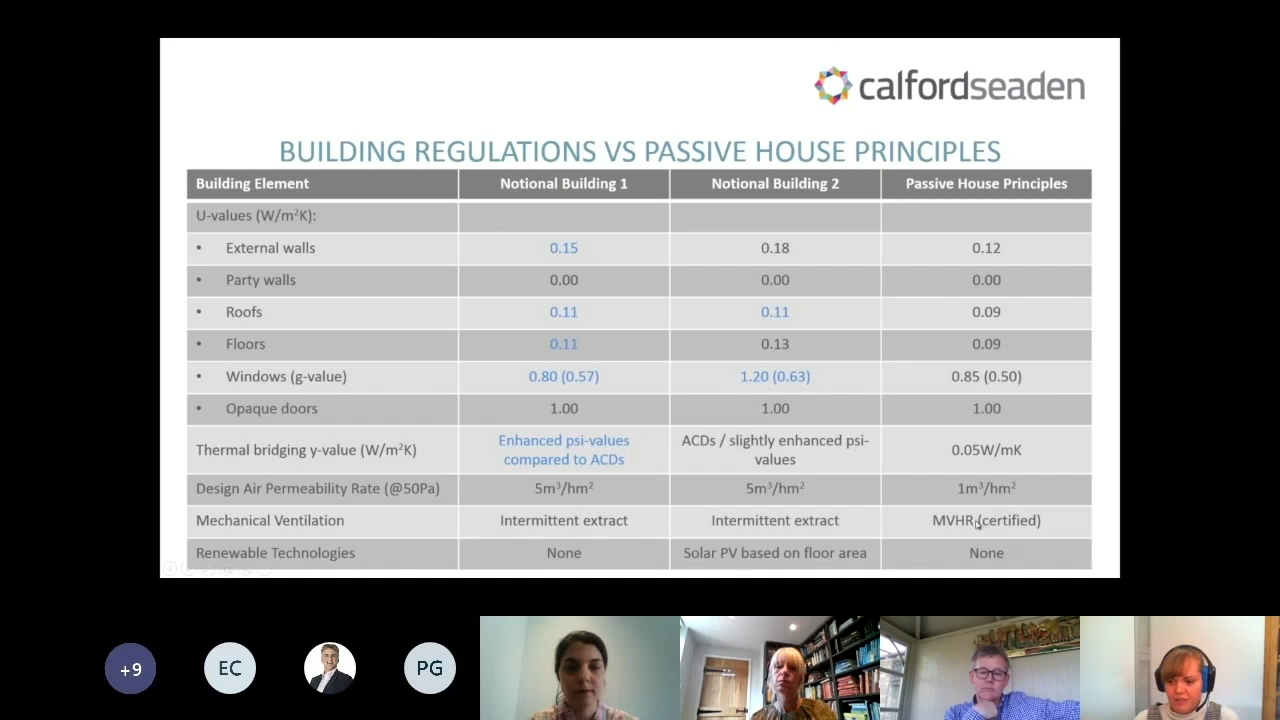 calfordseaden
BUILDING REGULATIONS VS PASSIVE HOUSE PRINCIPLES
Building Element Notional Building 1 Notional Building 2 Passive House Principles
U-values (W/m²K):
• External walls 0.15 0.18 0.12
• Party walls 0.00 0.00 0.00
• Roofs 0.11 0.11 0.09
• Floors 0.11 0.13 0.09
• Windows (g-value) 0.80 (0.57) 1.20 (0.63) 0.85 (0.50)
• Opaque doors 1.00 1.00 1.00
Thermal bridging y-value (W/m²K) Enhanced psi-values compared to ACDs ACDs / slightly enhanced psi-values 0.05W/mK
Design Air Permeability Rate (@50Pa) 5m³/hm² 5m³/hm² 1m³/hm²
Mechanical Ventilation Intermittent extract Intermittent extract MVHR (certified)
Renewable Technologies None Solar PV based on floor area None
+9 EC PG